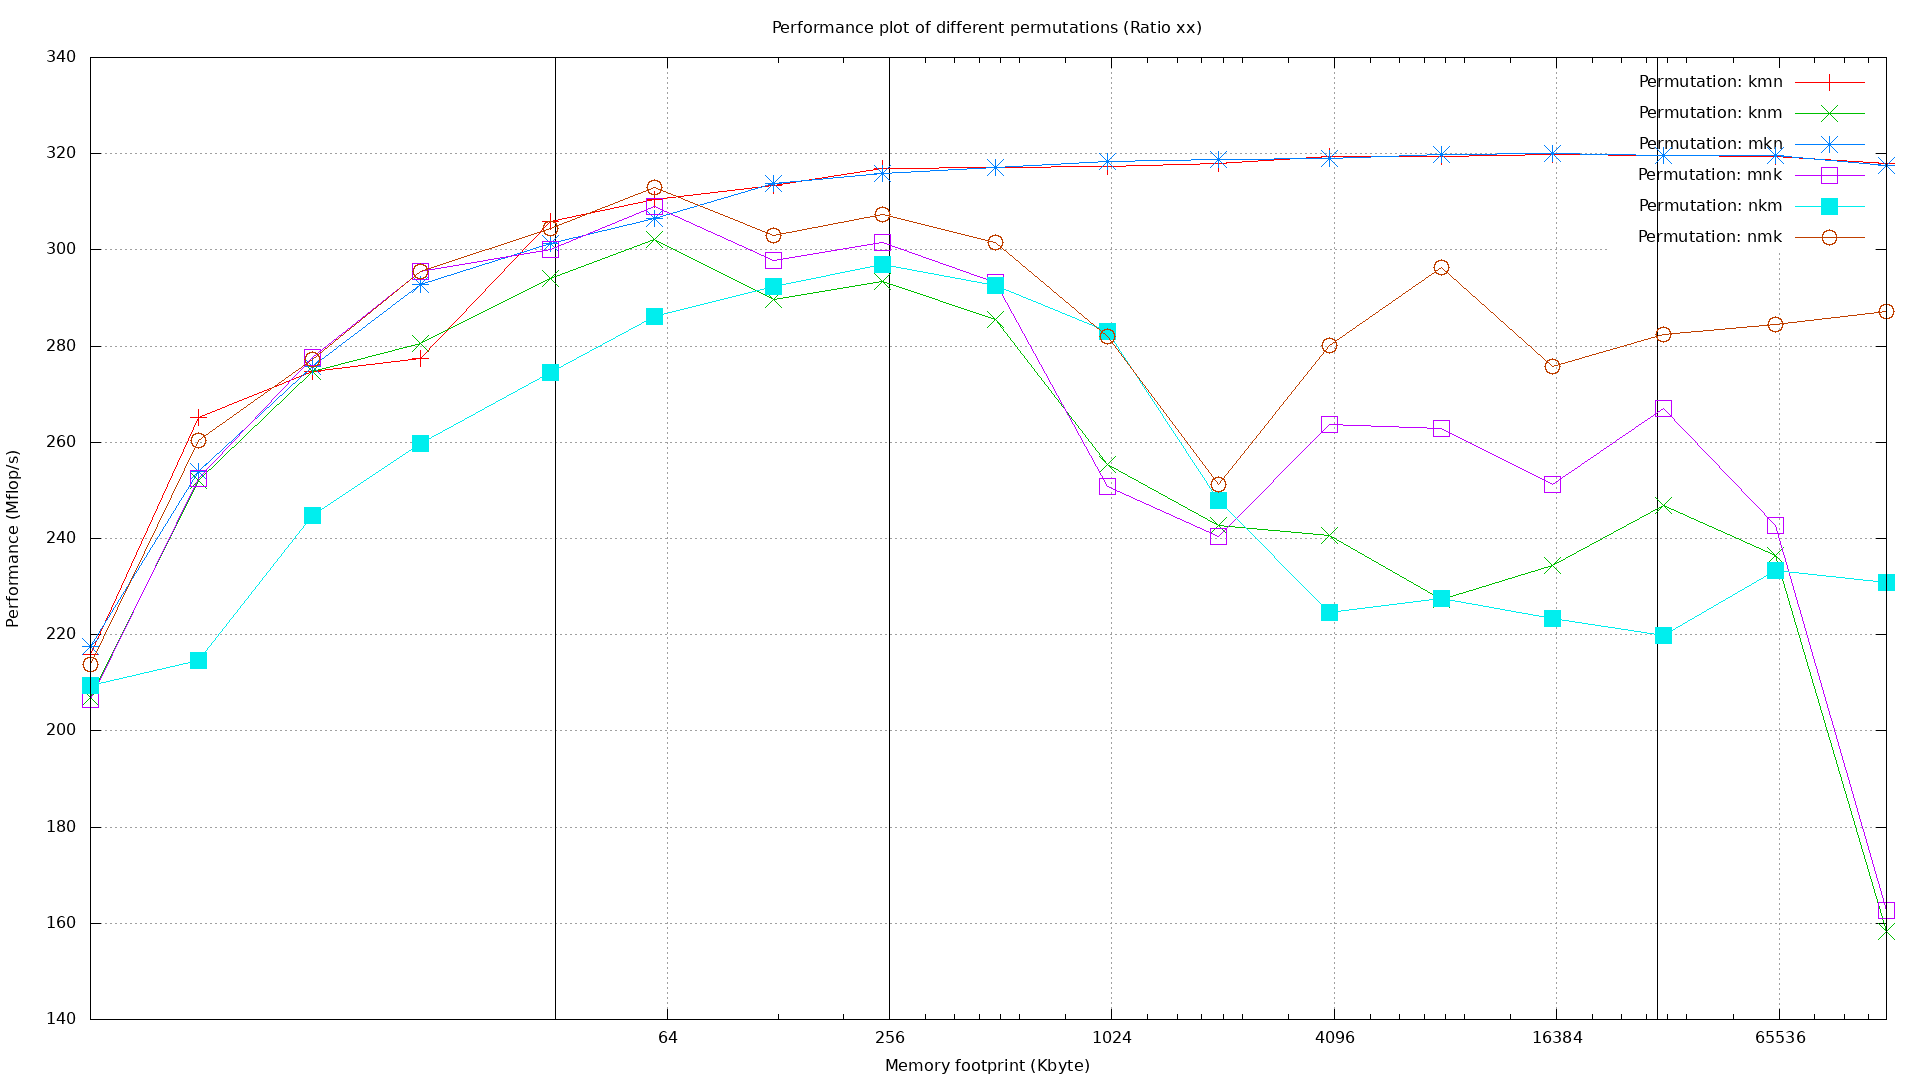 Performance plot of different permutations (Ratio xx)
340
320
300
280
260
240
220
200
180
160
140
Performance (Mflop/s)
Permutation: kmn
Permutation: knm
Permutation: mkn
Permutation: mnk
Permutation: nkm
Permutation: nmk
64 256 1024 4096 16384 65536
Memory footprint (Kbyte)